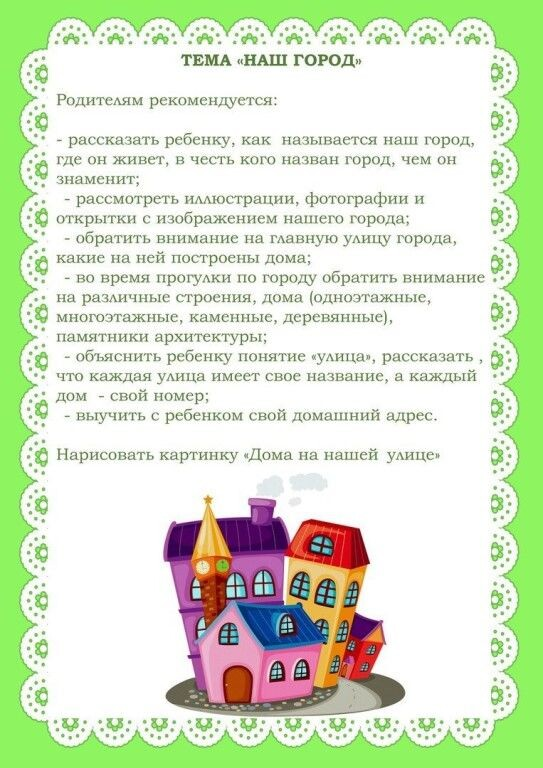 ТЕМА «НАШ ГОРОД»
Родителям рекомендуется:
- рассказать ребенку, как называется наш город,
где он живет, в честь кого назван город, чем он
знаменит;
- рассмотреть иллюстрации, фотографии и
открытки с изображением нашего города;
- обратить внимание на главную улицу города,
какие на ней построены дома;
- во время прогулки по городу обратить внимание
на различные строения, дома (одноэтажные,
многоэтажные, каменные, деревянные),
памятники архитектуры;
- объяснить ребенку понятие «улица», рассказать ,
что каждая улица имеет свое название, а каждый
дом - свой номер;
- выучить с ребенком свой домашний адрес.
Нарисовать картинку «Дома на нашей улице»